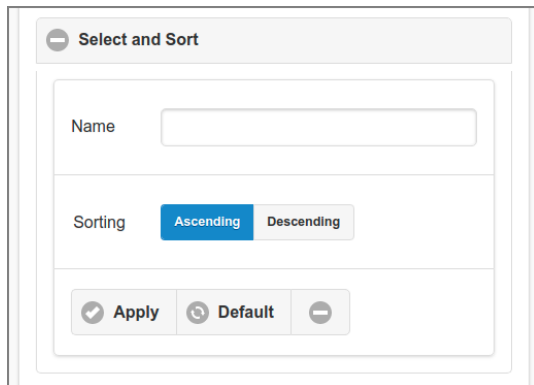 Select and Sort
Name
Sorting Ascending Descending
Apply Default